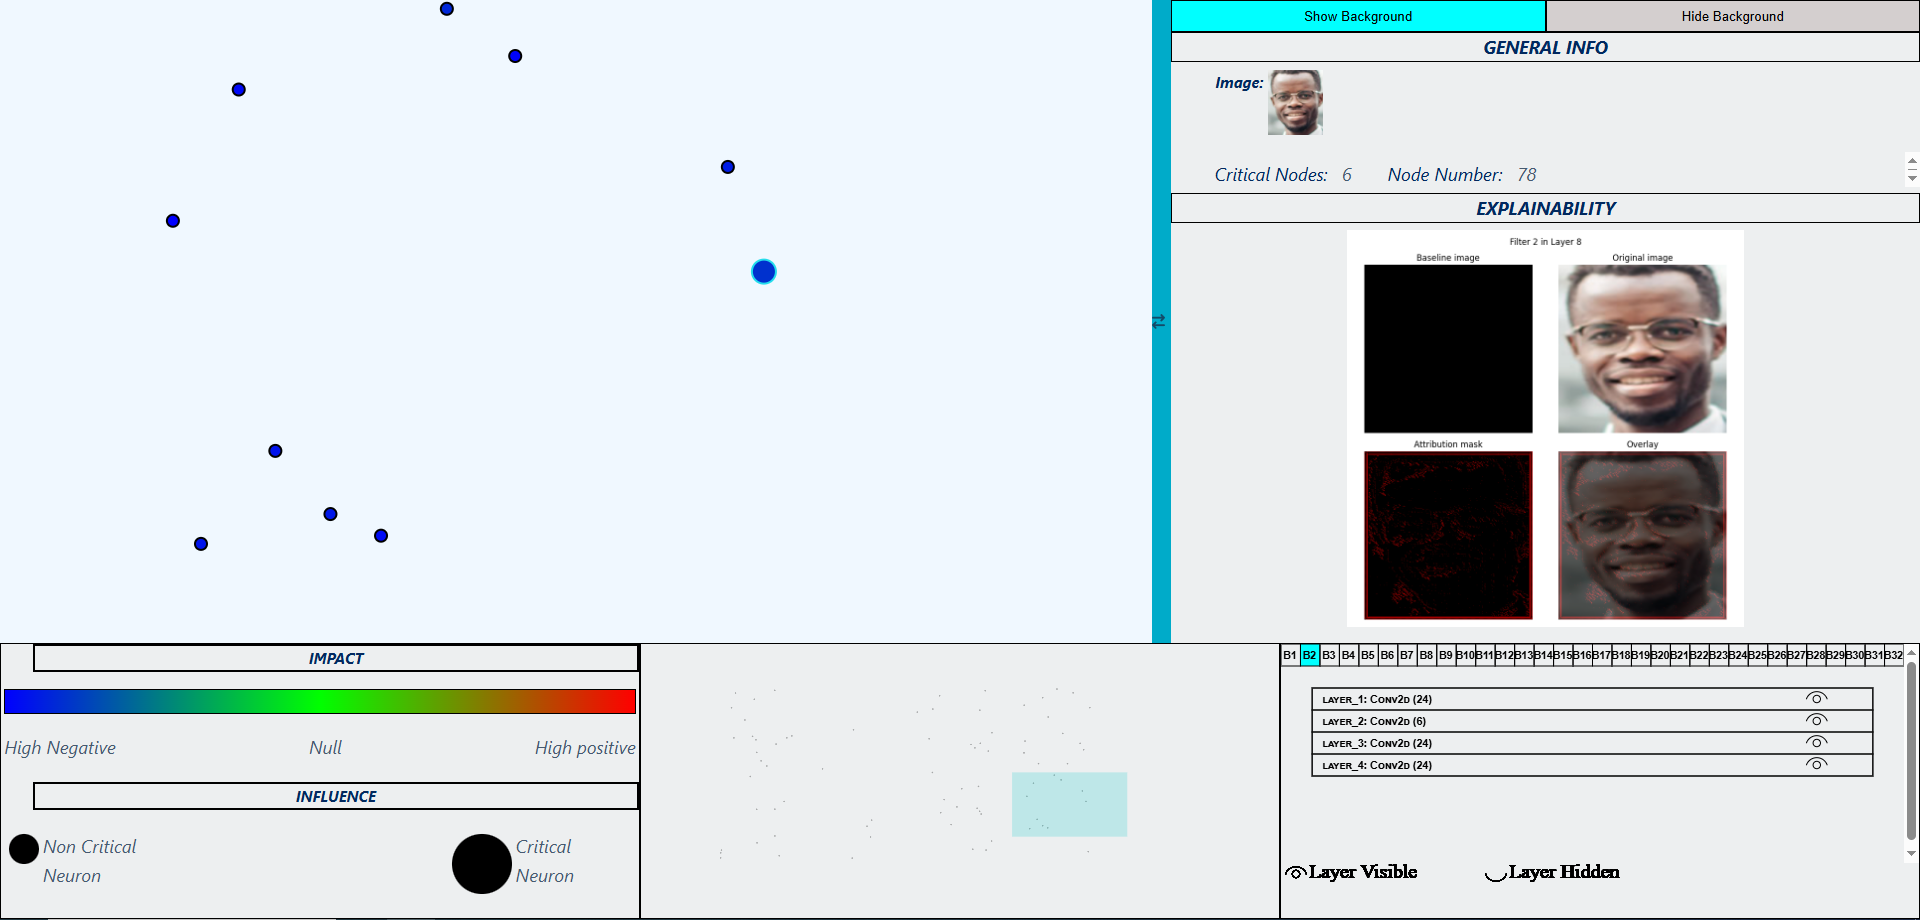 Show Background
Hide Background
GENERAL INFO
Image:
Critical Nodes: 6 Node Number: 78
EXPLAINABILITY
Filter 2 in Layer 8
Baseline image
Original image
Attribution mask
Overlay
IMPACT
High Negative
Null
High positive
INFLUENCE
Non Critical
Neuron
Critical
Neuron
B1 B2 B3 B4 B5 B6 B7 B8 B9 B10 B11 B12 B13 B14 B15 B16 B17 B18 B19 B20 B21 B22 B23 B24 B25 B26 B27 B28 B29 B30 B31 B32
LAYER_1: CONV2D (24)
LAYER_2: CONV2D (6)
LAYER_3: CONV2D (24)
LAYER_4: CONV2D (24)
Layer Visible
Layer Hidden